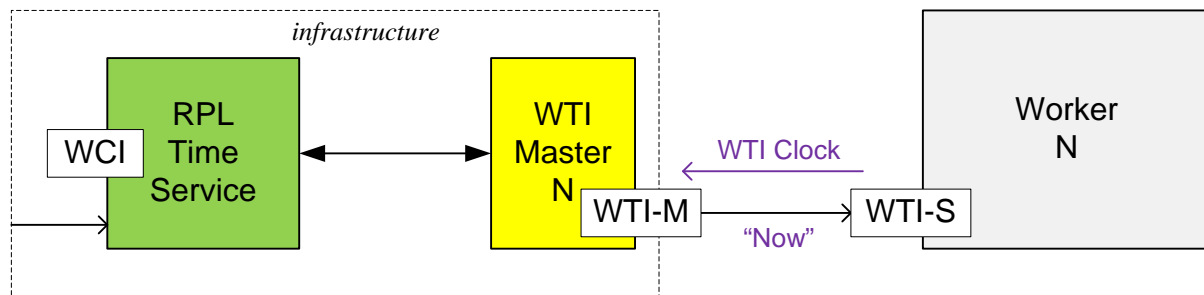 infrastructure
WCI
RPL
Time
Service
WTI
Master
N
WTI-M
WTI Clock
“Now”
WTI-S
Worker
N